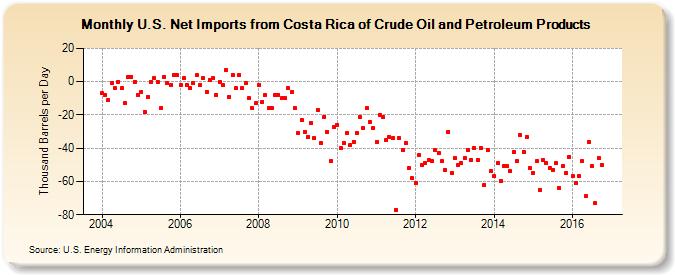 Monthly U.S. Net Imports from Costa Rica of Crude Oil and Petroleum Products
Thousand Barrels per Day
20
0
-20
-40
-60
-80
2004 2006 2008 2010 2012 2014 2016
Source: U.S. Energy Information Administration